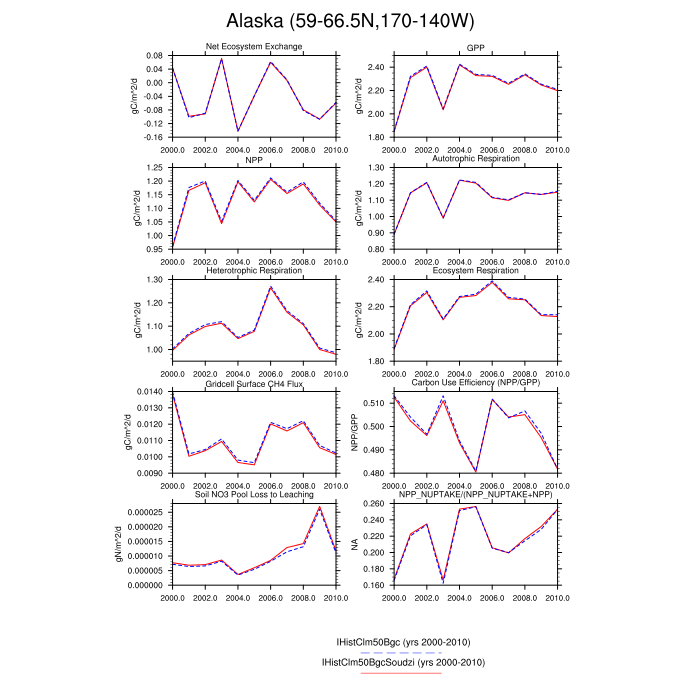 Alaska (59-66.5N,170-140W)
Net Ecosystem Exchange
gC/m^2/d
0.08
0.04
0.00
-0.04
-0.08
-0.12
-0.16
2000.0 2002.0 2004.0 2006.0 2008.0 2010.0
GPP
gC/m^2/d
2.40
2.20
2.00
1.80
2000.0 2002.0 2004.0 2006.0 2008.0 2010.0
NPP
gC/m^2/d
1.25
1.20
1.15
1.10
1.05
1.00
0.95
2000.0 2002.0 2004.0 2006.0 2008.0 2010.0
Autotrophic Respiration
gC/m^2/d
1.30
1.20
1.10
1.00
0.90
0.80
2000.0 2002.0 2004.0 2006.0 2008.0 2010.0
Heterotrophic Respiration
gC/m^2/d
1.30
1.20
1.10
1.00
2000.0 2002.0 2004.0 2006.0 2008.0 2010.0
Ecosystem Respiration
gC/m^2/d
2.40
2.20
2.00
1.80
2000.0 2002.0 2004.0 2006.0 2008.0 2010.0
Gridcell Surface CH4 Flux
gC/m^2/d
0.0140
0.0130
0.0120
0.0110
0.0100
0.0090
2000.0 2002.0 2004.0 2006.0 2008.0 2010.0
Carbon Use Efficiency (NPP/GPP)
NPP/GPP
0.510
0.500
0.490
0.480
2000.0 2002.0 2004.0 2006.0 2008.0 2010.0
Soil NO3 Pool Loss to Leaching
gN/m^2/d
0.000025
0.000020
0.000015
0.000010
0.000005
0.000000
2000.0 2002.0 2004.0 2006.0 2008.0 2010.0
NPP_NUPTAKE/(NPP_NUPTAKE+NPP)
NA
0.260
0.240
0.220
0.200
0.180
0.160
2000.0 2002.0 2004.0 2006.0 2008.0 2010.0
IHistClm50Bgc (yrs 2000-2010)
IHistClm50BgcSoudzi (yrs 2000-2010)